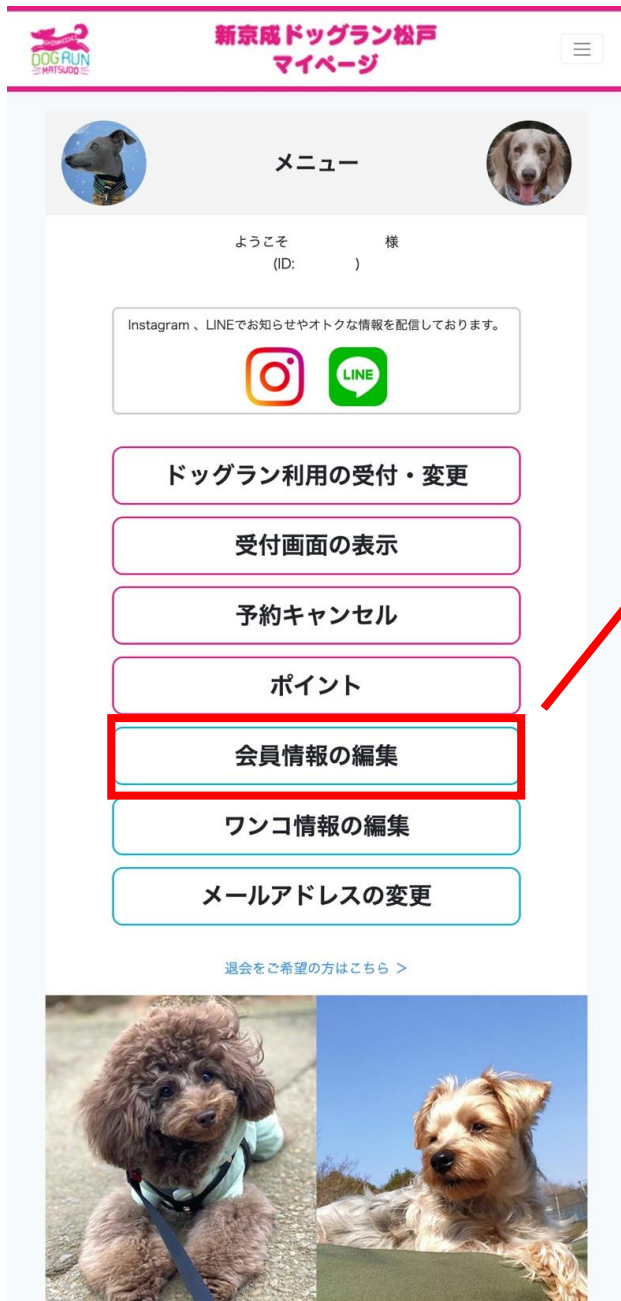 DOG RUN
MATSUDO
新京成ドッグラン松戸
マイページ
メニュー
ようこそ 様
(ID: )
Instagram 、LINEでお知らせやオトクな情報を配信しております。
LINE
ドッグラン利用の受付・変更
受付画面の表示
予約キャンセル
ポイント
会員情報の編集
ワンコ情報の編集
メールアドレスの変更
退会をご希望の方はこちら ＞